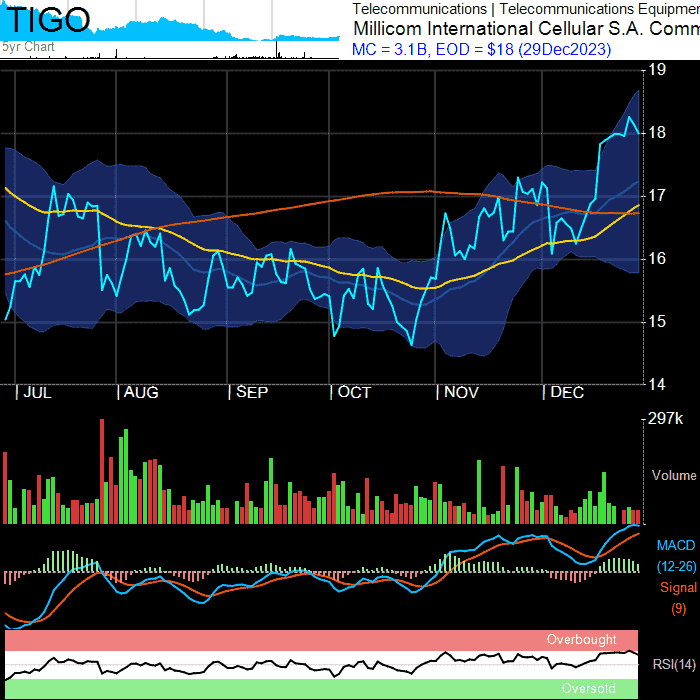 TIGO
5yr Chart
Telecommunications | Telecommunications Equipmen
Millicom International Cellular S.A. Comm
MC = 3.1B, EOD = $18 (29Dec2023)
19
18
17
16
15
14
| JUL | AUG | SEP | OCT | NOV | DEC
297k
Volume
MACD
(12-26)
Signal
(9)
Overbought
RSI(14)
Oversold